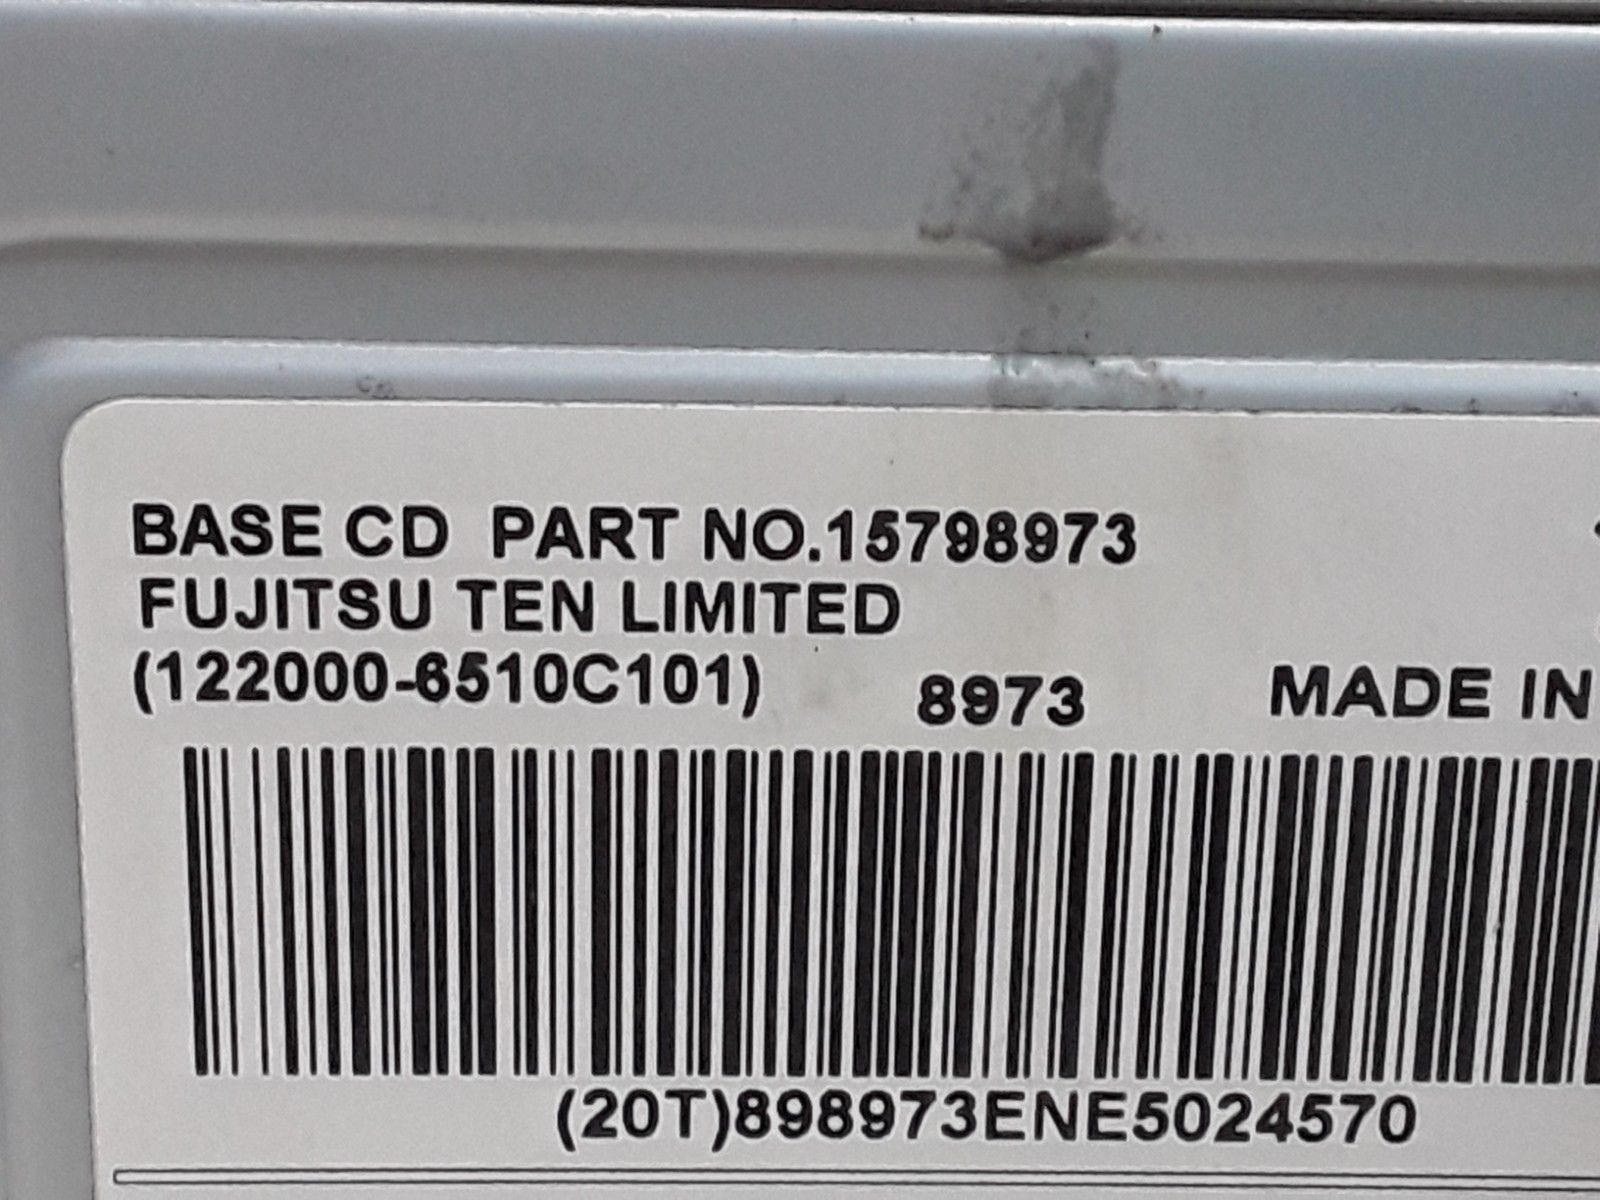 BASE CD PART NO.15798973
FUJITSU TEN LIMITED
(122000-6510C101) 8973 MADE IN
(20T)898973ENE5024570